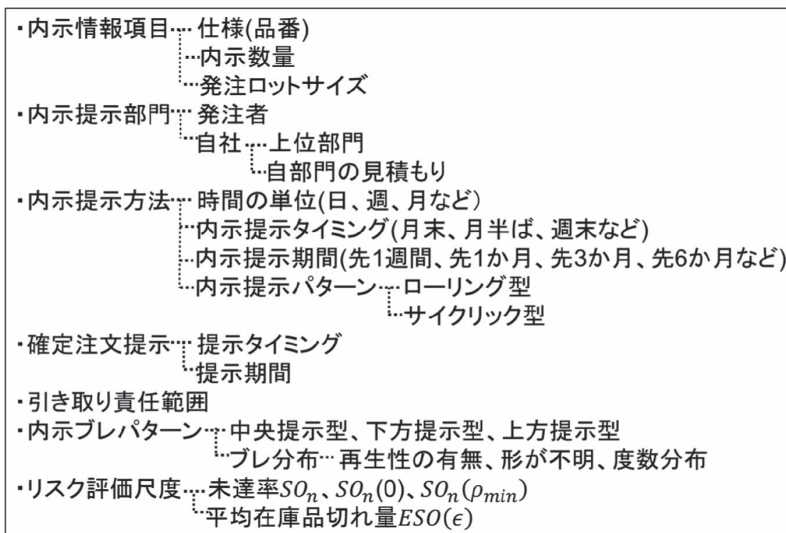 ・内示情報項目 仕様(品番)
内示数量
発注ロットサイズ
・内示提示部門 発注者
自社 上位部門
自部門の見積もり
・内示提示方法 時間の単位(日、週、月など)
内示提示タイミング(月末、月半ば、週末など)
内示提示期間(先1週間、先1か月、先3か月、先6か月など)
内示提示パターン ローリング型
サイクリック型
・確定注文提示 提示タイミング
提示期間
・引き取り責任範囲
・内示ブレパターン 中央提示型、下方提示型、上方提示型
ブレ分布 再生性の有無、形が不明、度数分布
・リスク評価尺度 未達率SO_n、SO_n(0)、SO_n(ρ_min)
平均在庫品切れ量ESO(ϵ)